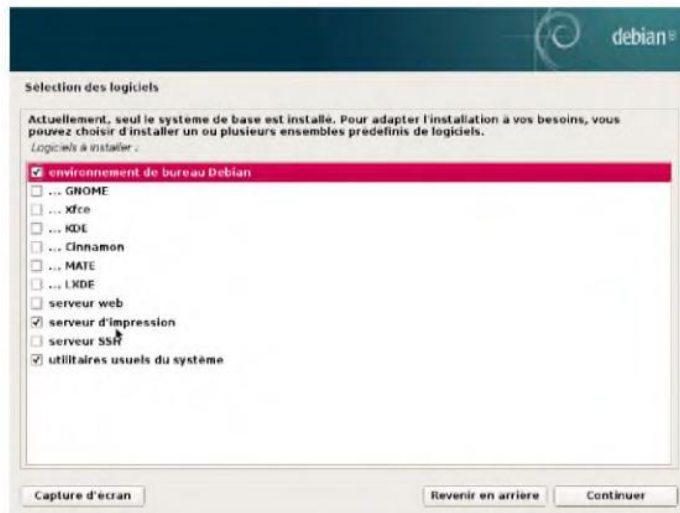 debian 9
Sélection des logiciels
Actuellement, seul le système de base est installé. Pour adapter l'installation à vos besoins, vous
pouvez choisir d'installer un ou plusieurs ensembles prédéfinis de logiciels.
Logiciels à installer :
environnement de bureau Debian
... GNOME
... Xfce
... KDE
... Cinnamon
... MATE
... LXDE
serveur web
serveur d'impression
serveur SSH
utilitaires usuels du système
Capture d'écran
Revenir en arrière
Continuer